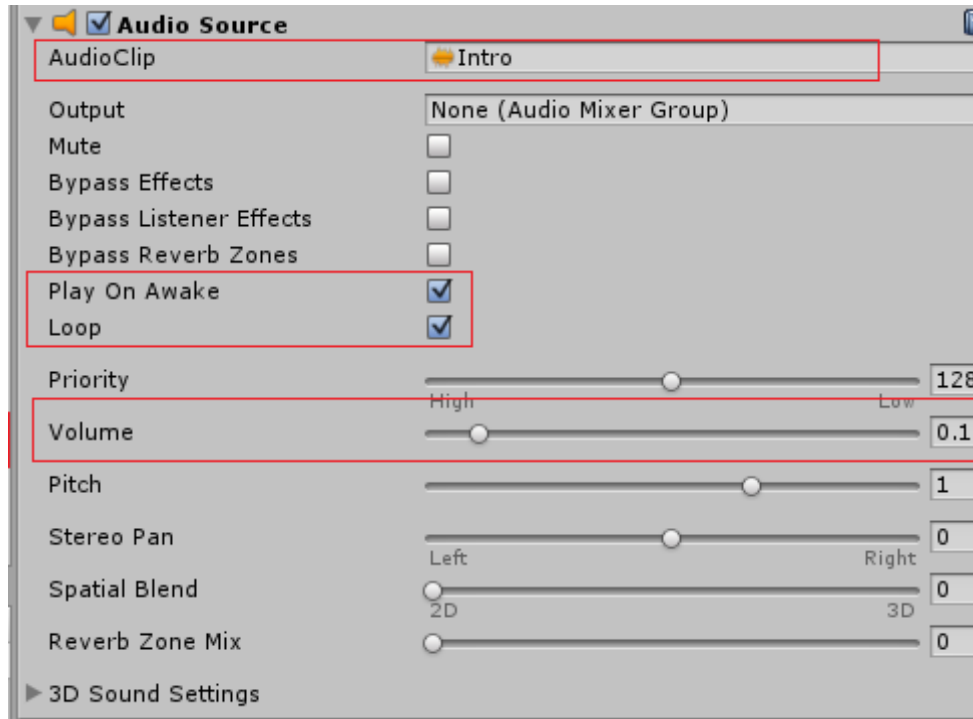 Audio Source
AudioClip Intro
Output None (Audio Mixer Group)
Mute
Bypass Effects
Bypass Listener Effects
Bypass Reverb Zones
Play On Awake
Loop
Priority 128
High Low
Volume 0.1
Pitch 1
Stereo Pan 0
Left Right
Spatial Blend 0
2D 3D
Reverb Zone Mix 0
3D Sound Settings